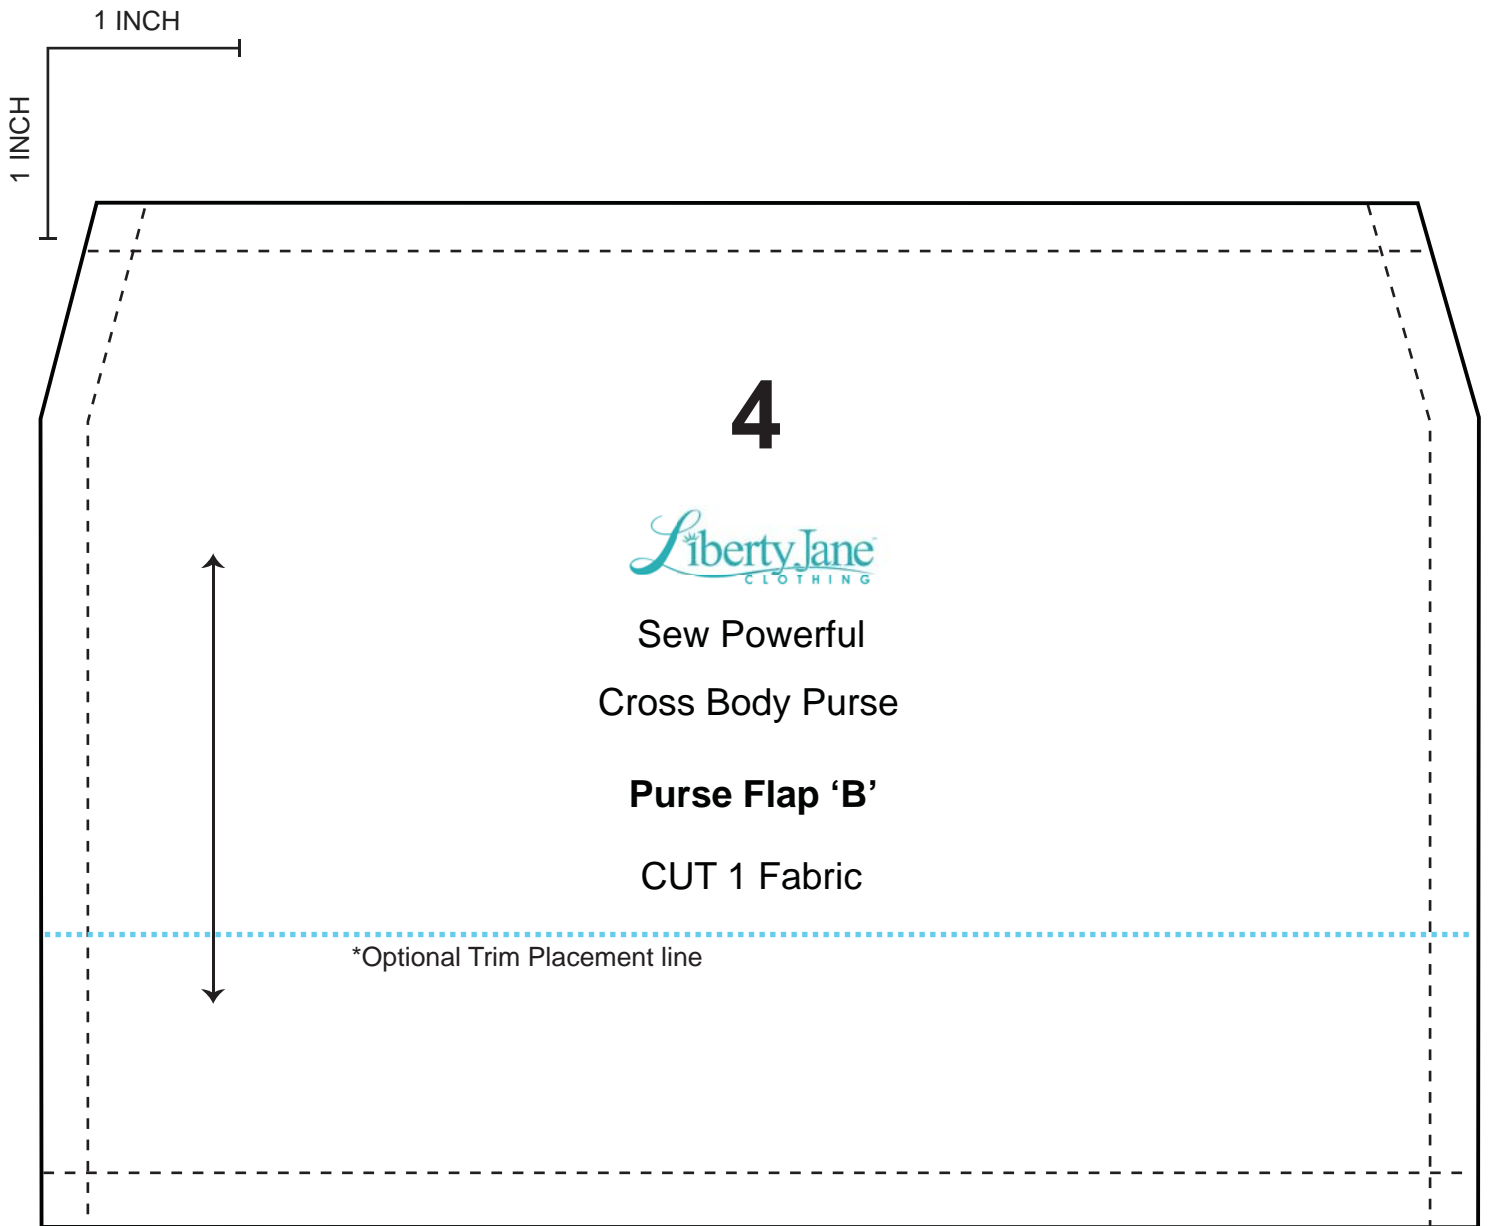 1 INCH
1 INCH
4
Liberty Jane™
CLOTHING
Sew Powerful
Cross Body Purse
Purse Flap ‘B’
CUT 1 Fabric
*Optional Trim Placement line